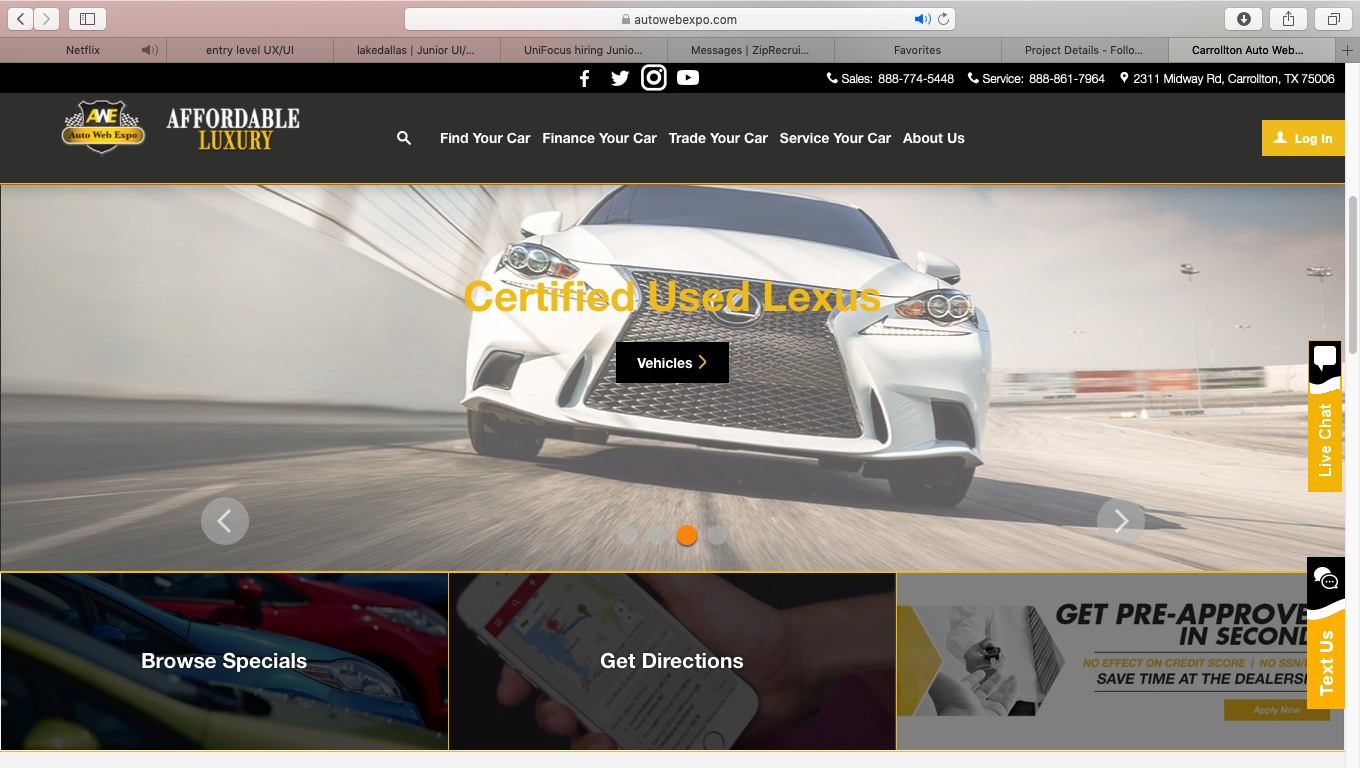 autowebexpo.com
Netflix
entry level UX/UI
lakedallas | Junior UI/...
UniFocus hiring Junio...
Messages | ZipRecrui...
Favorites
Project Details - Follo...
Carrollton Auto Web...
Sales: 888-774-5448
Service: 888-861-7964
2311 Midway Rd, Carrollton, TX 75006
AWE
Auto Web Expo
AFFORDABLE
LUXURY
Find Your Car
Finance Your Car
Trade Your Car
Service Your Car
About Us
Log In
Certified Used Lexus
Vehicles
Live Chat
Browse Specials
Get Directions
GET PRE-APPROVE
IN SECOND
NO EFFECT ON CREDIT SCORE | NO SSN/
SAVE TIME AT THE DEALERS
Apply Now
Text Us